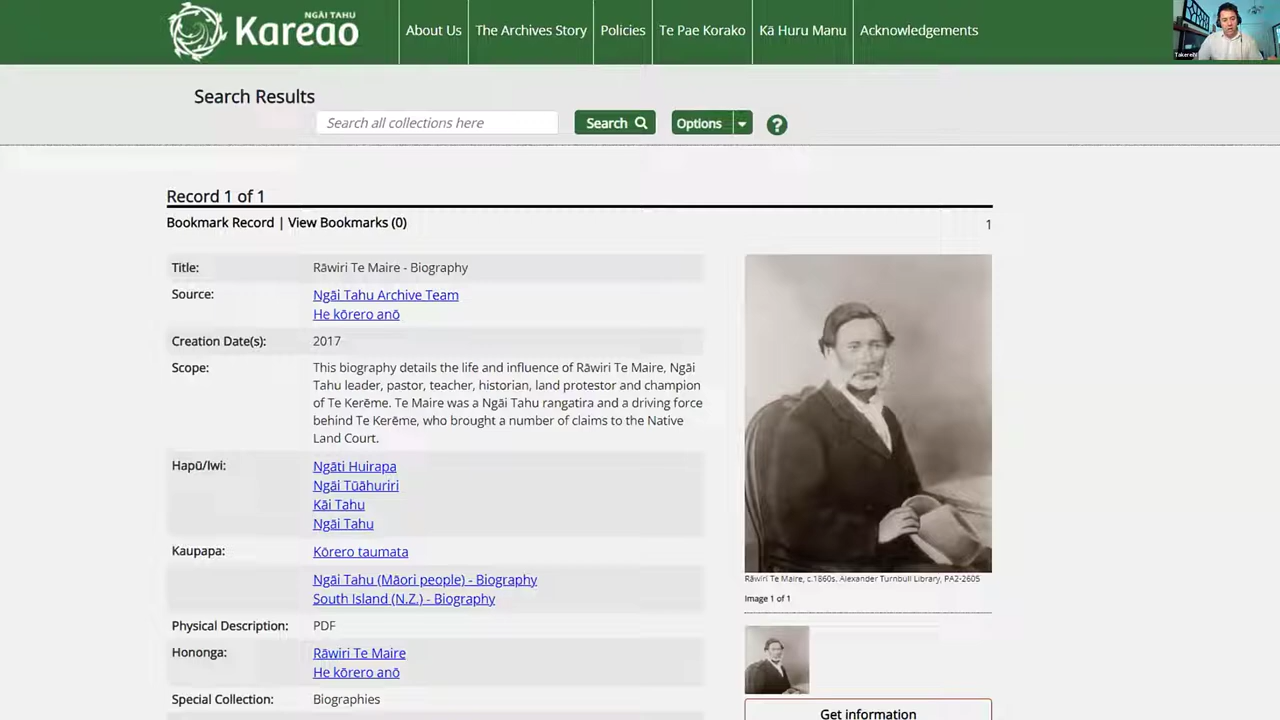 NGĀI TAHU
Kareao
About Us
The Archives Story
Policies
Te Pae Korako
Kā Huru Manu
Acknowledgements
Search Results
Search all collections here
Search
Options
?
Record 1 of 1
Bookmark Record | View Bookmarks (0)
1
Title: Rāwiri Te Maire - Biography
Source: Ngāi Tahu Archive Team
He kōrero anō
Creation Date(s): 2017
Scope: This biography details the life and influence of Rāwiri Te Maire, Ngāi
Tahu leader, pastor, teacher, historian, land protestor and champion
of Te Kerēme. Te Maire was a Ngāi Tahu rangatira and a driving force
behind Te Kerēme, who brought a number of claims to the Native
Land Court.
Hapū/Iwi: Ngāti Huirapa
Ngāi Tūāhuriri
Kāi Tahu
Ngāi Tahu
Kaupapa: Kōrero taumata
Ngāi Tahu (Māori people) - Biography
South Island (N.Z.) - Biography
Physical Description: PDF
Hononga: Rāwiri Te Maire
He kōrero anō
Special Collection: Biographies
Rāwiri Te Maire, c.1860s. Alexander Turnbull Library, PA2-2605
Image 1 of 1
Get information